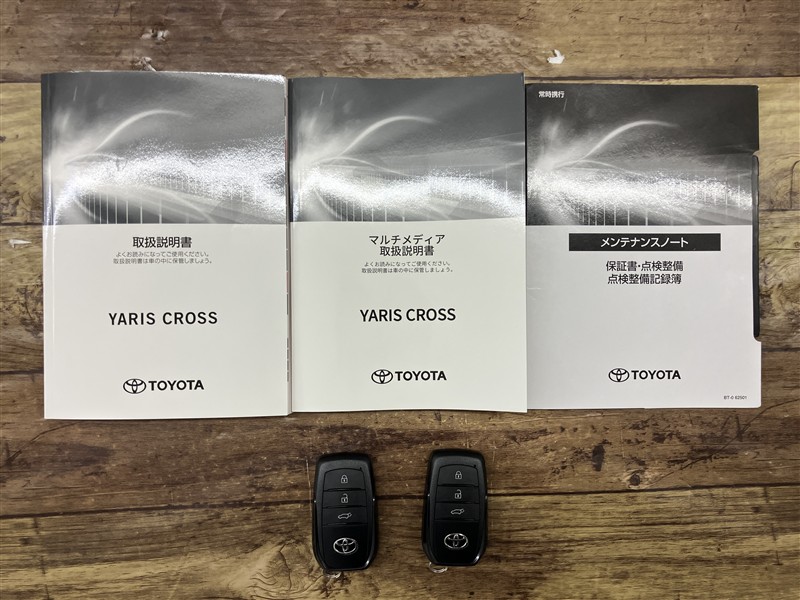 取扱説明書
よくお読みになってご使用ください。
取扱説明書は車の中に保管しましょう。
YARIS CROSS
TOYOTA
マルチメディア
取扱説明書
よくお読みになってご使用ください。
取扱説明書は車の中に保管しましょう。
YARIS CROSS
TOYOTA
常時携行
メンテナンスノート
保証書・点検整備
点検整備記録簿
TOYOTA
BT-0 82501